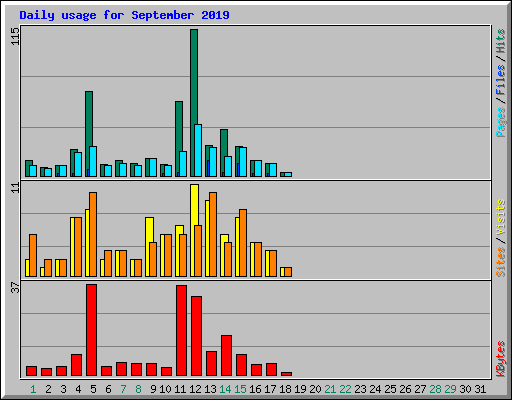 Daily usage for September 2019
115
Pages / Files / Hits
11
Sites / Visits
37
KBytes
1 2 3 4 5 6 7 8 9 10 11 12 13 14 15 16 17 18 19 20 21 22 23 24 25 26 27 28 29 30 31